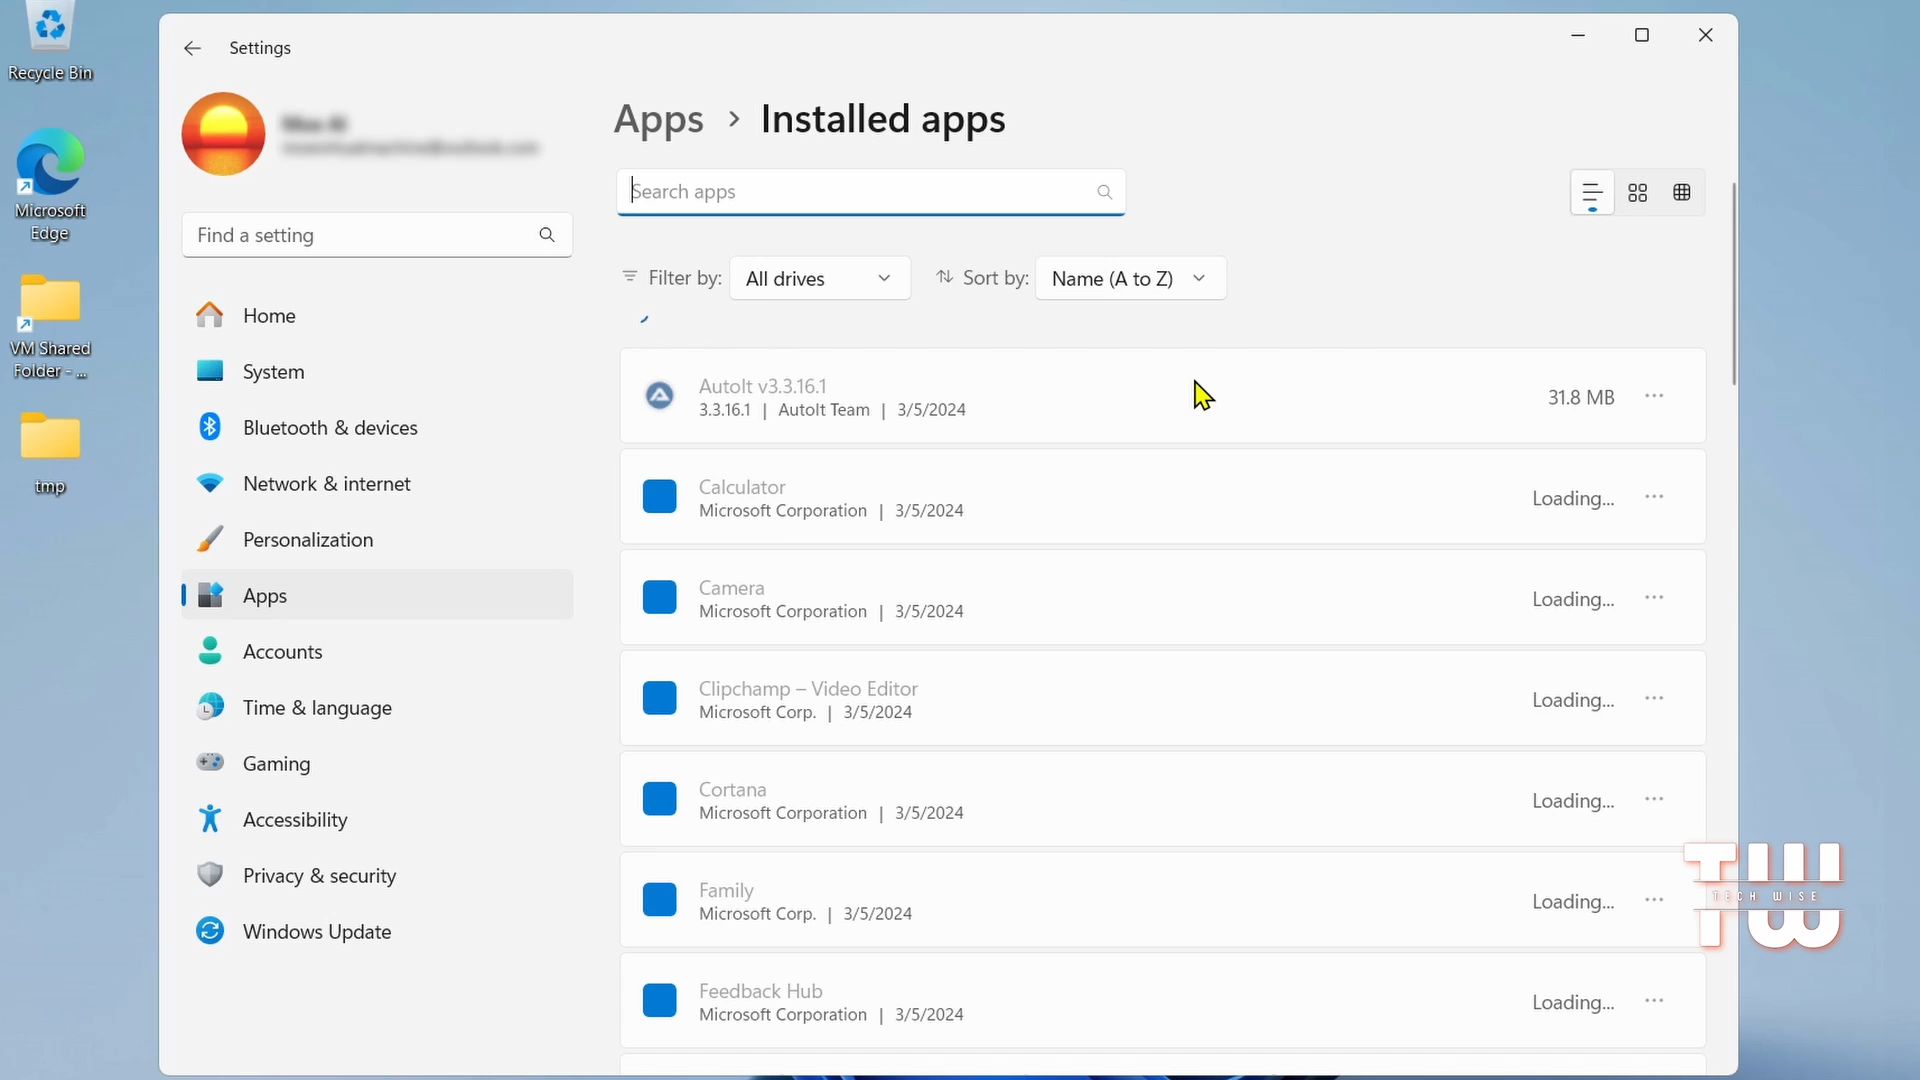 Recycle Bin
Microsoft
Edge
VM Shared
Folder - ...
tmp
Settings
Find a setting
Home
System
Bluetooth & devices
Network & internet
Personalization
Apps
Accounts
Time & language
Gaming
Accessibility
Privacy & security
Windows Update
Apps > Installed apps
Search apps
Filter by: All drives Sort by: Name (A to Z)
AutoIt v3.3.16.1
3.3.16.1 | AutoIt Team | 3/5/2024
31.8 MB
Calculator
Microsoft Corporation | 3/5/2024
Loading...
Camera
Microsoft Corporation | 3/5/2024
Loading...
Clipchamp – Video Editor
Microsoft Corp. | 3/5/2024
Loading...
Cortana
Microsoft Corporation | 3/5/2024
Loading...
Family
Microsoft Corp. | 3/5/2024
Loading...
Feedback Hub
Microsoft Corporation | 3/5/2024
Loading...
TW
TECH WISE